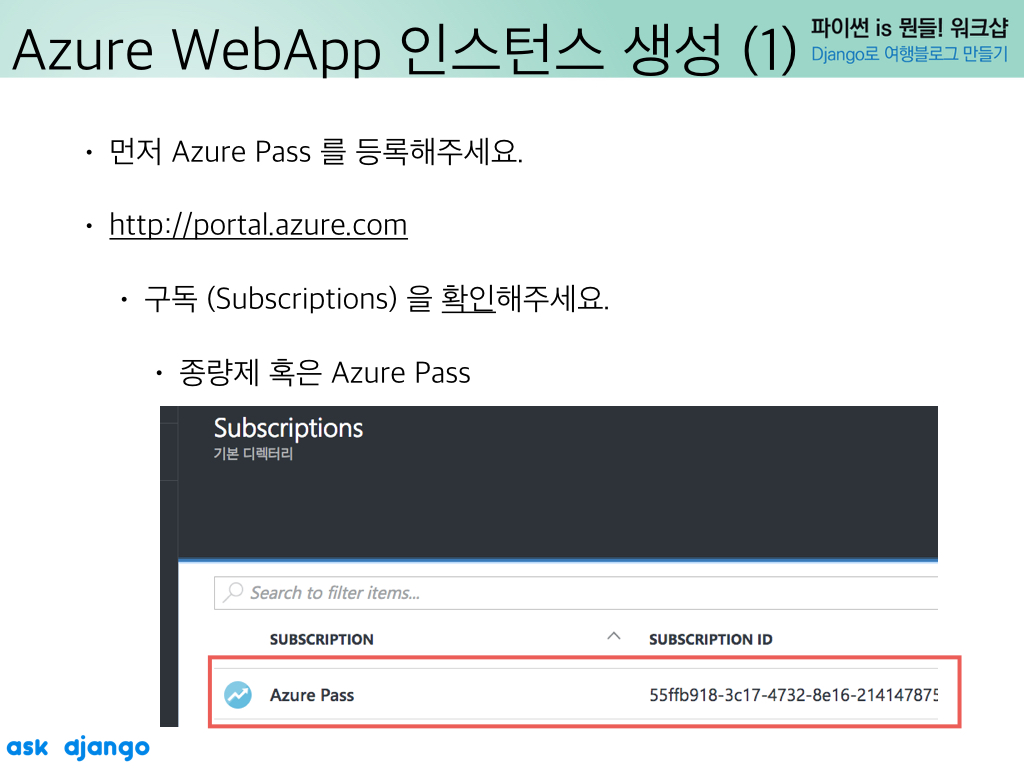 Azure WebApp 인스턴스 생성 (1)
파이썬 is 뭔들! 워크샵
Django로 여행블로그 만들기
• 먼저 Azure Pass 를 등록해주세요.
• http://portal.azure.com
• 구독 (Subscriptions) 을 확인해주세요.
• 종량제 혹은 Azure Pass
Subscriptions
기본 디렉터리
Search to filter items...
SUBSCRIPTION SUBSCRIPTION ID
Azure Pass 55ffb918-3c17-4732-8e16-214147875
ask django